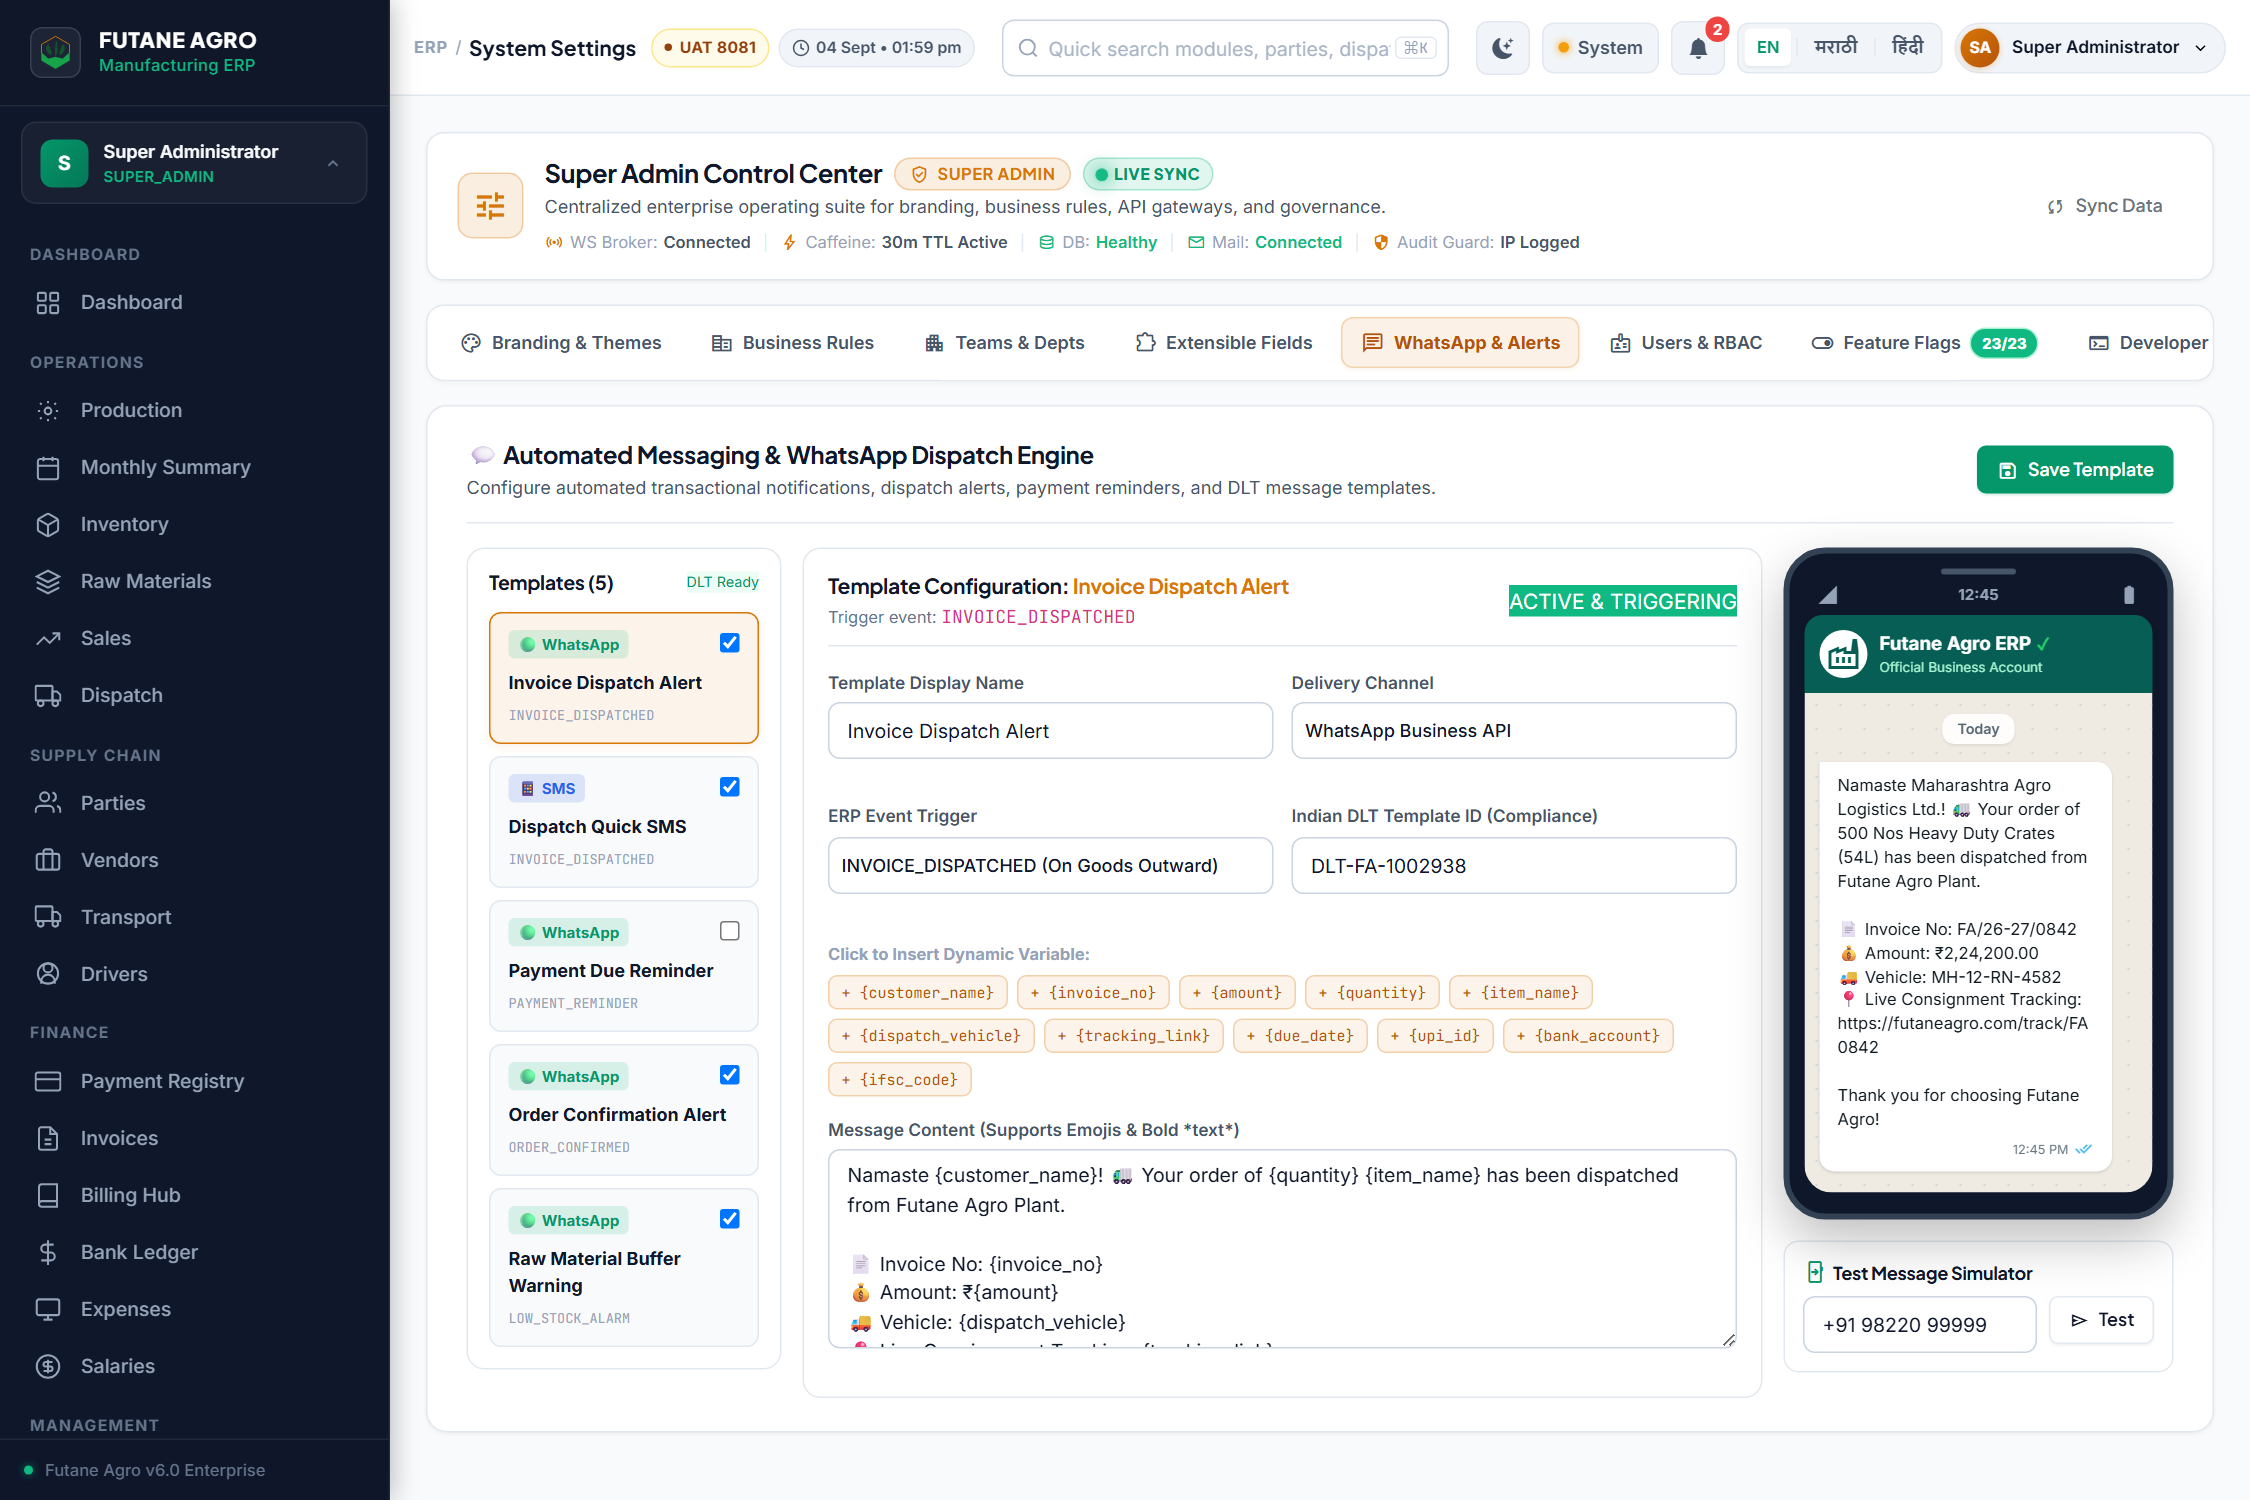 FUTANE AGRO
Manufacturing ERP
S
Super Administrator
SUPER_ADMIN
DASHBOARD
Dashboard
OPERATIONS
Production
Monthly Summary
Inventory
Raw Materials
Sales
Dispatch
SUPPLY CHAIN
Parties
Vendors
Transport
Drivers
FINANCE
Payment Registry
Invoices
Billing Hub
Bank Ledger
Expenses
Salaries
MANAGEMENT
Futane Agro v6.0 Enterprise
ERP / System Settings
UAT 8081
04 Sept • 01:59 pm
Quick search modules, parties, dispa
⌘K
System
2
EN
मराठी
हिंदी
SA
Super Administrator
Super Admin Control Center
SUPER ADMIN
LIVE SYNC
Centralized enterprise operating suite for branding, business rules, API gateways, and governance.
WS Broker: Connected
Caffeine: 30m TTL Active
DB: Healthy
Mail: Connected
Audit Guard: IP Logged
Sync Data
Branding & Themes
Business Rules
Teams & Depts
Extensible Fields
WhatsApp & Alerts
Users & RBAC
Feature Flags 23/23
Developer
💬 Automated Messaging & WhatsApp Dispatch Engine
Configure automated transactional notifications, dispatch alerts, payment reminders, and DLT message templates.
Save Template
Templates (5)
DLT Ready
WhatsApp
Invoice Dispatch Alert
INVOICE_DISPATCHED
SMS
Dispatch Quick SMS
INVOICE_DISPATCHED
WhatsApp
Payment Due Reminder
PAYMENT_REMINDER
WhatsApp
Order Confirmation Alert
ORDER_CONFIRMED
WhatsApp
Raw Material Buffer
Warning
LOW_STOCK_ALARM
Template Configuration: Invoice Dispatch Alert
Trigger event: INVOICE_DISPATCHED
ACTIVE & TRIGGERING
Template Display Name
Invoice Dispatch Alert
Delivery Channel
WhatsApp Business API
ERP Event Trigger
INVOICE_DISPATCHED (On Goods Outward)
Indian DLT Template ID (Compliance)
DLT-FA-1002938
Click to Insert Dynamic Variable:
+ {customer_name}
+ {invoice_no}
+ {amount}
+ {quantity}
+ {item_name}
+ {dispatch_vehicle}
+ {tracking_link}
+ {due_date}
+ {upi_id}
+ {bank_account}
+ {ifsc_code}
Message Content (Supports Emojis & Bold *text*)
Namaste {customer_name}! 🚛 Your order of {quantity} {item_name} has been dispatched
from Futane Agro Plant.
📄 Invoice No: {invoice_no}
💰 Amount: ₹{amount}
🚚 Vehicle: {dispatch_vehicle}
12:45
Futane Agro ERP ✓
Official Business Account
Today
Namaste Maharashtra Agro
Logistics Ltd.! 🚛 Your order of
500 Nos Heavy Duty Crates
(54L) has been dispatched from
Futane Agro Plant.
📄 Invoice No: FA/26-27/0842
💰 Amount: ₹2,24,200.00
🚚 Vehicle: MH-12-RN-4582
📍 Live Consignment Tracking:
https://futaneagro.com/track/FA
0842
Thank you for choosing Futane
Agro!
12:45 PM
Test Message Simulator
+91 98220 99999
Test